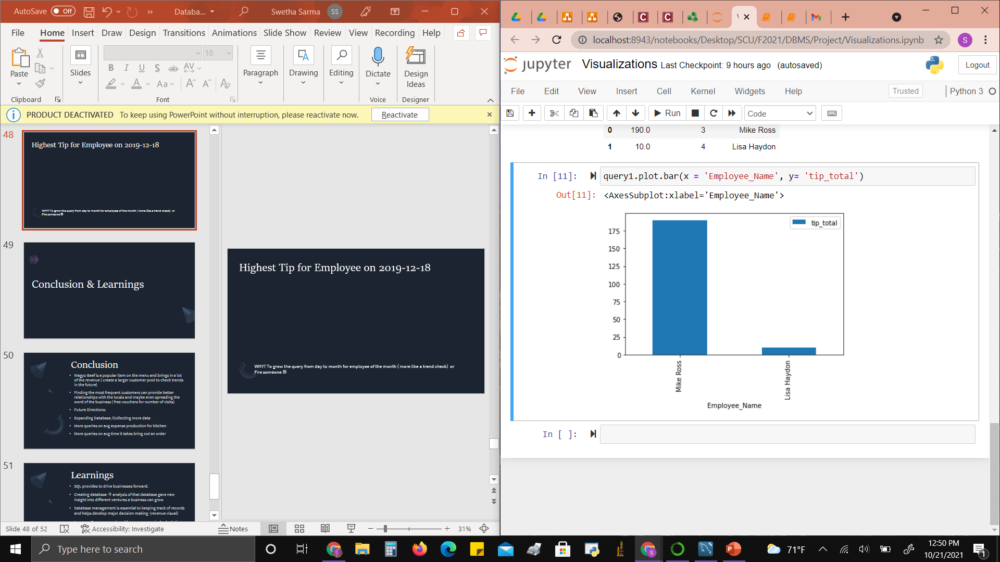 AutoSave Off Databa... Swetha Sarma SS
File Home Insert Draw Design Transitions Animations Slide Show Review View Recording Help
18
Paste Slides B I U S ab AV Paragraph Drawing Editing Dictate Design Ideas
A Aa A A A
Clipboard Font Voice Designer
PRODUCT DEACTIVATED To keep using PowerPoint without interruption, please reactivate now. Reactivate
48
Highest Tip for Employee on 2019-12-18
WHY? To grow the query from day to month for employee of the month ( more like a trend check) or
Fire someone ☹
49
Conclusion & Learnings
50
Conclusion
• Wagyu Beef is a popular item on the menu and brings in a lot
of the revenue ( create a larger customer pool to check trends
in the future)
• Finding the most frequent customers can provide better
relationships with the locals and maybe even spreading the
word of the business ( free vouchers for number of visits)
• Future Directions:
• Expanding Database /Collecting more data
• More queries on avg expense production for kitchen
• More queries on avg time it takes bring out an order
51
Learnings
• SQL provides to drive businesses forward.
• Creating database → analysis of that database gave new
insight into different ventures a business can grow
• Database management is essential to keeping track of records
and helps develop major decision making (revenue visual)
Highest Tip for Employee on 2019-12-18
WHY? To grow the query from day to month for employee of the month ( more like a trend check) or
Fire someone ☹
Slide 48 of 52 Accessibility: Investigate Notes 31%
localhost:8943/notebooks/Desktop/SCU/F2021/DBMS/Project/Visualizations.ipynb S
jupyter Visualizations Last Checkpoint: 9 hours ago (autosaved) Logout
File Edit View Insert Cell Kernel Widgets Help Trusted Python 3
Run Code
0 190.0 3 Mike Ross
1 10.0 4 Lisa Haydon
In [11]: query1.plot.bar(x = 'Employee_Name', y= 'tip_total')
Out[11]: <AxesSubplot:xlabel='Employee_Name'>
tip_total
175
150
125
100
75
50
25
0
Mike Ross
Lisa Haydon
Employee_Name
In [ ]:
Type here to search
71°F
12:50 PM
10/21/2021
1